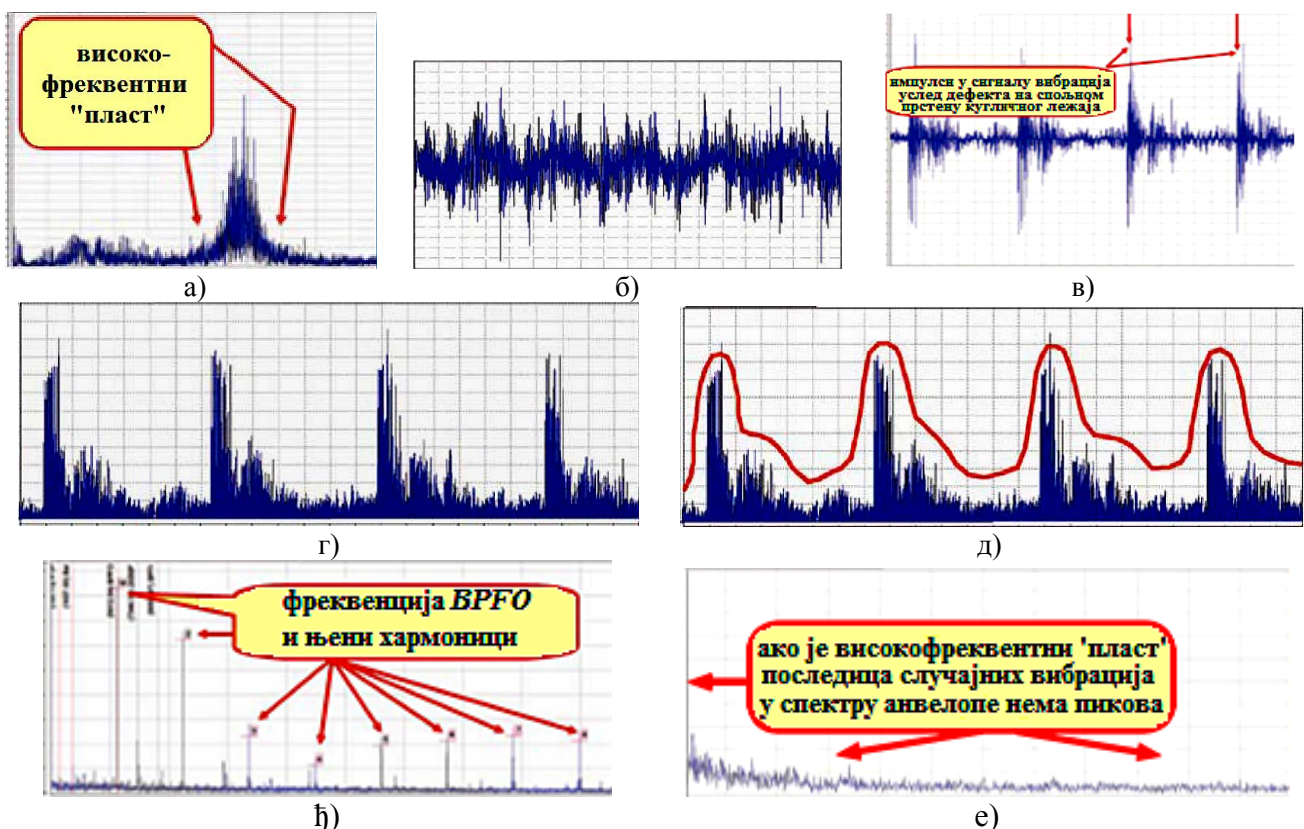 високо-
фреквентни
"пласт"
импулси у сигналу вибрација
услед дефекта на спољном
прстену кугличног лежаја
а)
б)
в)
г)
д)
фреквенција BPFO
и њени хармоници
ако је високофреквентни 'пласт'
последица случајних вибрација
у спектру анвелопе нема пикова
ђ)
е)